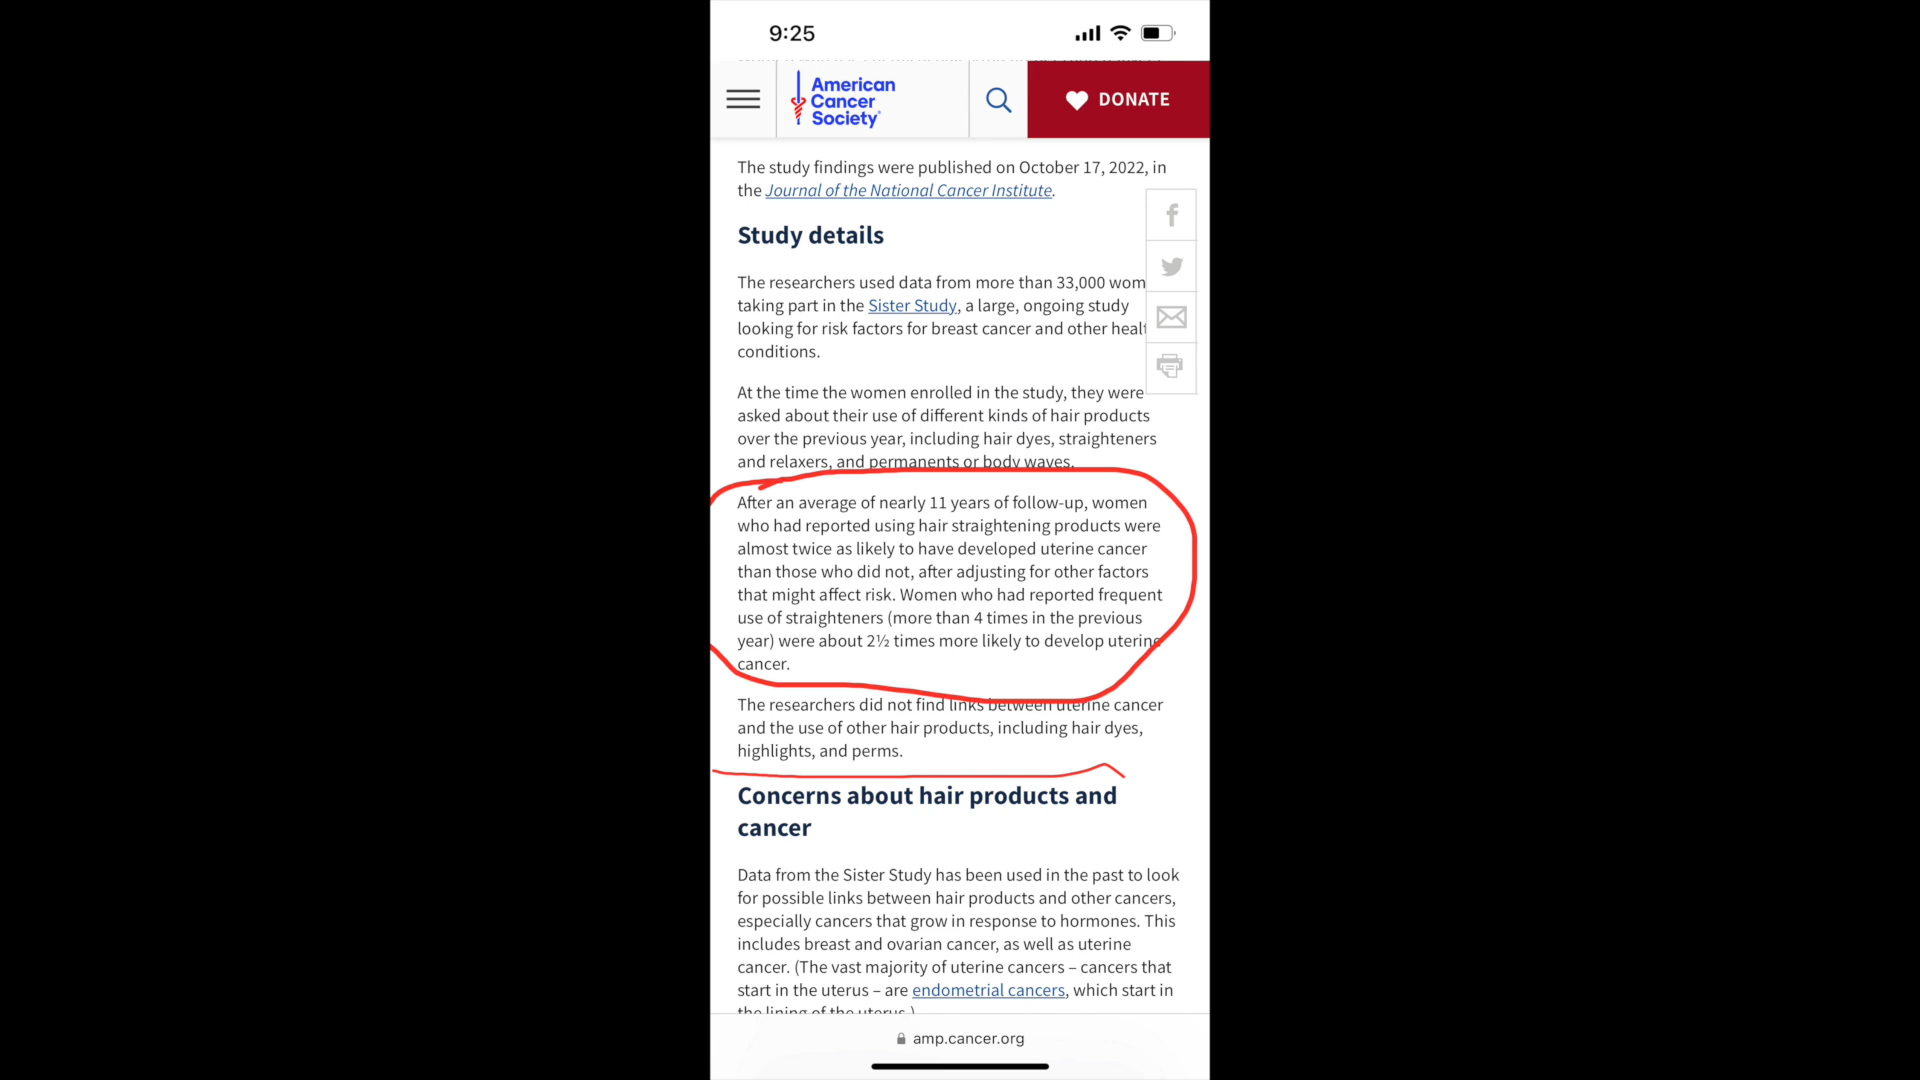 9:25
American
Cancer
Society
DONATE
The study findings were published on October 17, 2022, in
the Journal of the National Cancer Institute.
Study details
The researchers used data from more than 33,000 wom
taking part in the Sister Study, a large, ongoing study
looking for risk factors for breast cancer and other healt
conditions.
At the time the women enrolled in the study, they were
asked about their use of different kinds of hair products
over the previous year, including hair dyes, straighteners
and relaxers, and permanents or body waves.
After an average of nearly 11 years of follow-up, women
who had reported using hair straightening products were
almost twice as likely to have developed uterine cancer
than those who did not, after adjusting for other factors
that might affect risk. Women who had reported frequent
use of straighteners (more than 4 times in the previous
year) were about 2½ times more likely to develop uterine
cancer.
The researchers did not find links between uterine cancer
and the use of other hair products, including hair dyes,
highlights, and perms.
Concerns about hair products and
cancer
Data from the Sister Study has been used in the past to look
for possible links between hair products and other cancers,
especially cancers that grow in response to hormones. This
includes breast and ovarian cancer, as well as uterine
cancer. (The vast majority of uterine cancers – cancers that
start in the uterus – are endometrial cancers, which start in
the lining of the uterus.)
amp.cancer.org